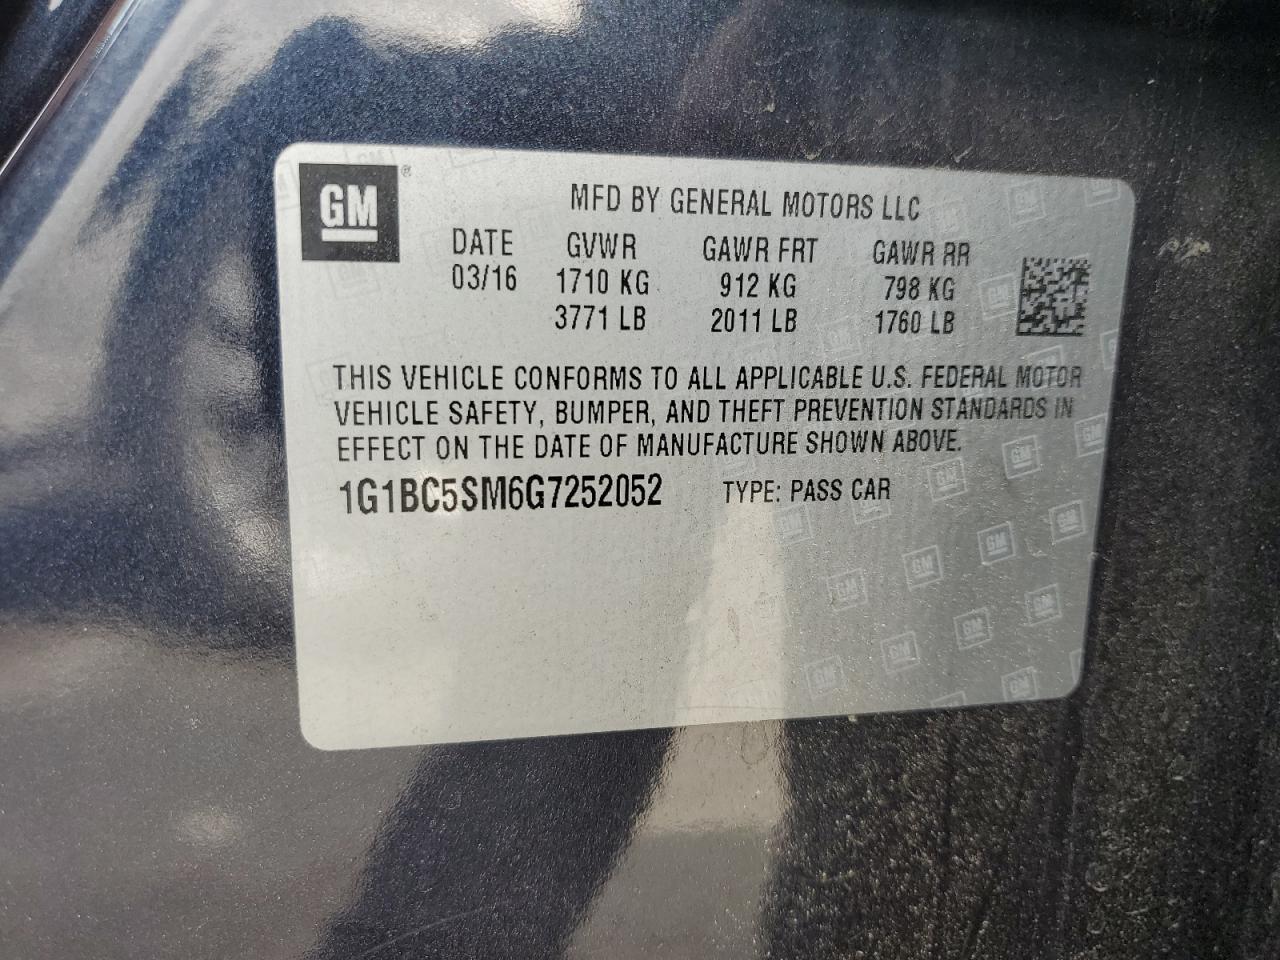 GM®
MFD BY GENERAL MOTORS LLC
DATE GVWR GAWR FRT GAWR RR
03/16 1710 KG 912 KG 798 KG
3771 LB 2011 LB 1760 LB
THIS VEHICLE CONFORMS TO ALL APPLICABLE U.S. FEDERAL MOTOR
VEHICLE SAFETY, BUMPER, AND THEFT PREVENTION STANDARDS IN
EFFECT ON THE DATE OF MANUFACTURE SHOWN ABOVE.
1G1BC5SM6G7252052 TYPE: PASS CAR